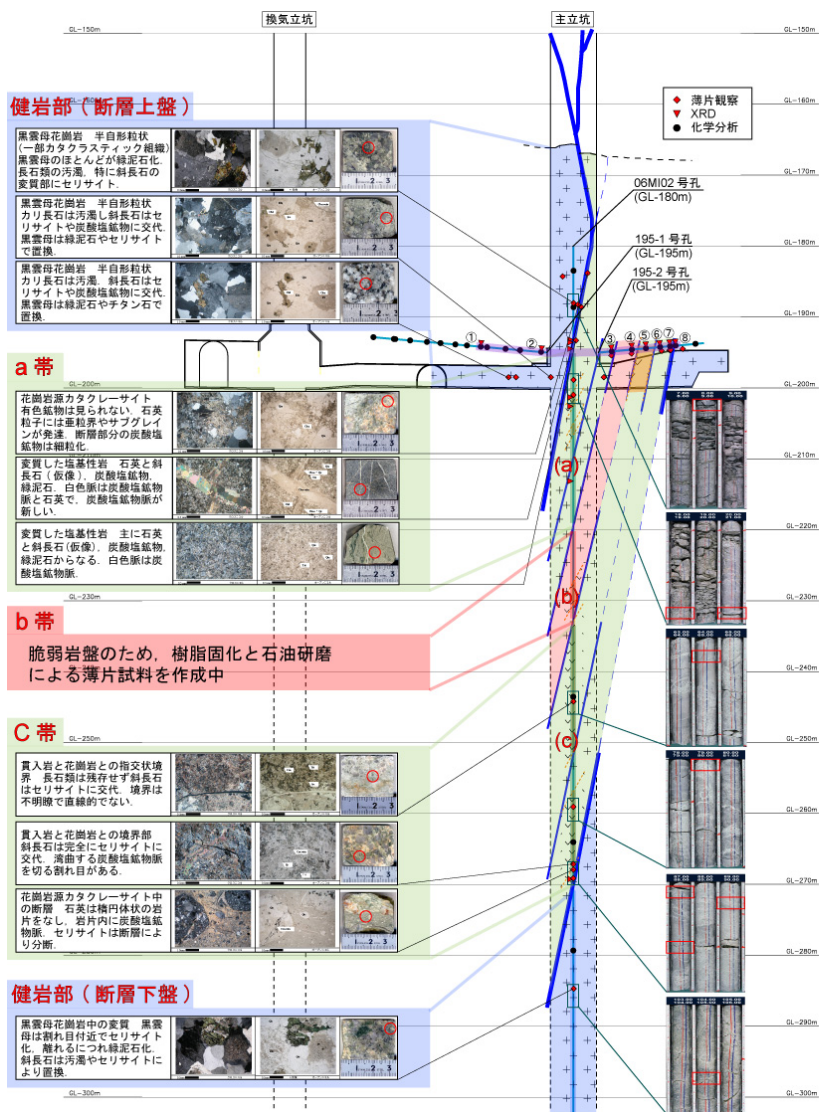 換気立坑
主立坑
GL-150m
GL-150m
健岩部(断層上盤)
GL-160m
薄片観察
XRD
化学分析
黒雲母花崗岩 半自形粒状
(一部カタクラスティック組織)
黒雲母のほとんどが緑泥石化.
長石類の汚濁, 特に斜長石の
変質部にセリサイト.
黒雲母花崗岩 半自形粒状
カリ長石は汚濁し斜長石はセ
リサイトや炭酸塩鉱物に交代.
黒雲母は緑泥石やセリサイト
で置換.
黒雲母花崗岩 半自形粒状
カリ長石は汚濁. 斜長石はセ
リサイトや炭酸塩鉱物に交代.
黒雲母は緑泥石やチタン石で
置換.
GL-170m
06MI02 号孔
(GL-180m)
GL-180m
195-1 号孔
(GL-195m)
195-2 号孔
(GL-195m)
GL-190m
① ② ③ ④ ⑤ ⑥ ⑦ ⑧
a 帯
GL-200m
GL-200m
花崗岩源カタクレーサイト
有色鉱物は見られない. 石英
粒子には亜粒界やサブグレイ
ンが発達. 断層部分の炭酸塩
鉱物は細粒化.
変質した塩基性岩 石英と斜
長石(仮像), 炭酸塩鉱物,
緑泥石. 白色脈は炭酸塩鉱物
脈と石英で, 炭酸塩鉱物脈が
新しい.
変質した塩基性岩 主に石英
と斜長石(仮像), 炭酸塩鉱物,
緑泥石からなる. 白色脈は炭
酸塩鉱物脈.
(a)
GL-210m
GL-220m
GL-230m
GL-230m
(b)
b 帯
脆弱岩盤のため, 樹脂固化と石油研磨
による薄片試料を作成中
GL-240m
C 帯
GL-250m
GL-250m
(c)
貫入岩と花崗岩との指交状境
界 長石類は残存せず斜長石
はセリサイトに交代. 境界は
不明瞭で直線的でない.
貫入岩と花崗岩との境界部
斜長石は完全にセリサイトに
交代. 湾曲する炭酸塩鉱物脈
を切る割れ目がある.
花崗岩源カタクレーサイト中
の断層 石英は楕円体状の岩
片をなし, 岩片内に炭酸塩鉱
物脈. セリサイトは断層によ
り分断.
GL-260m
GL-270m
GL-280m
健岩部(断層下盤)
黒雲母花崗岩中の変質 黒雲
母は割れ目付近でセリサイト
化, 離れるにつれ緑泥石化.
斜長石は汚濁やセリサイトに
より置換.
GL-290m
GL-300m
GL-300m